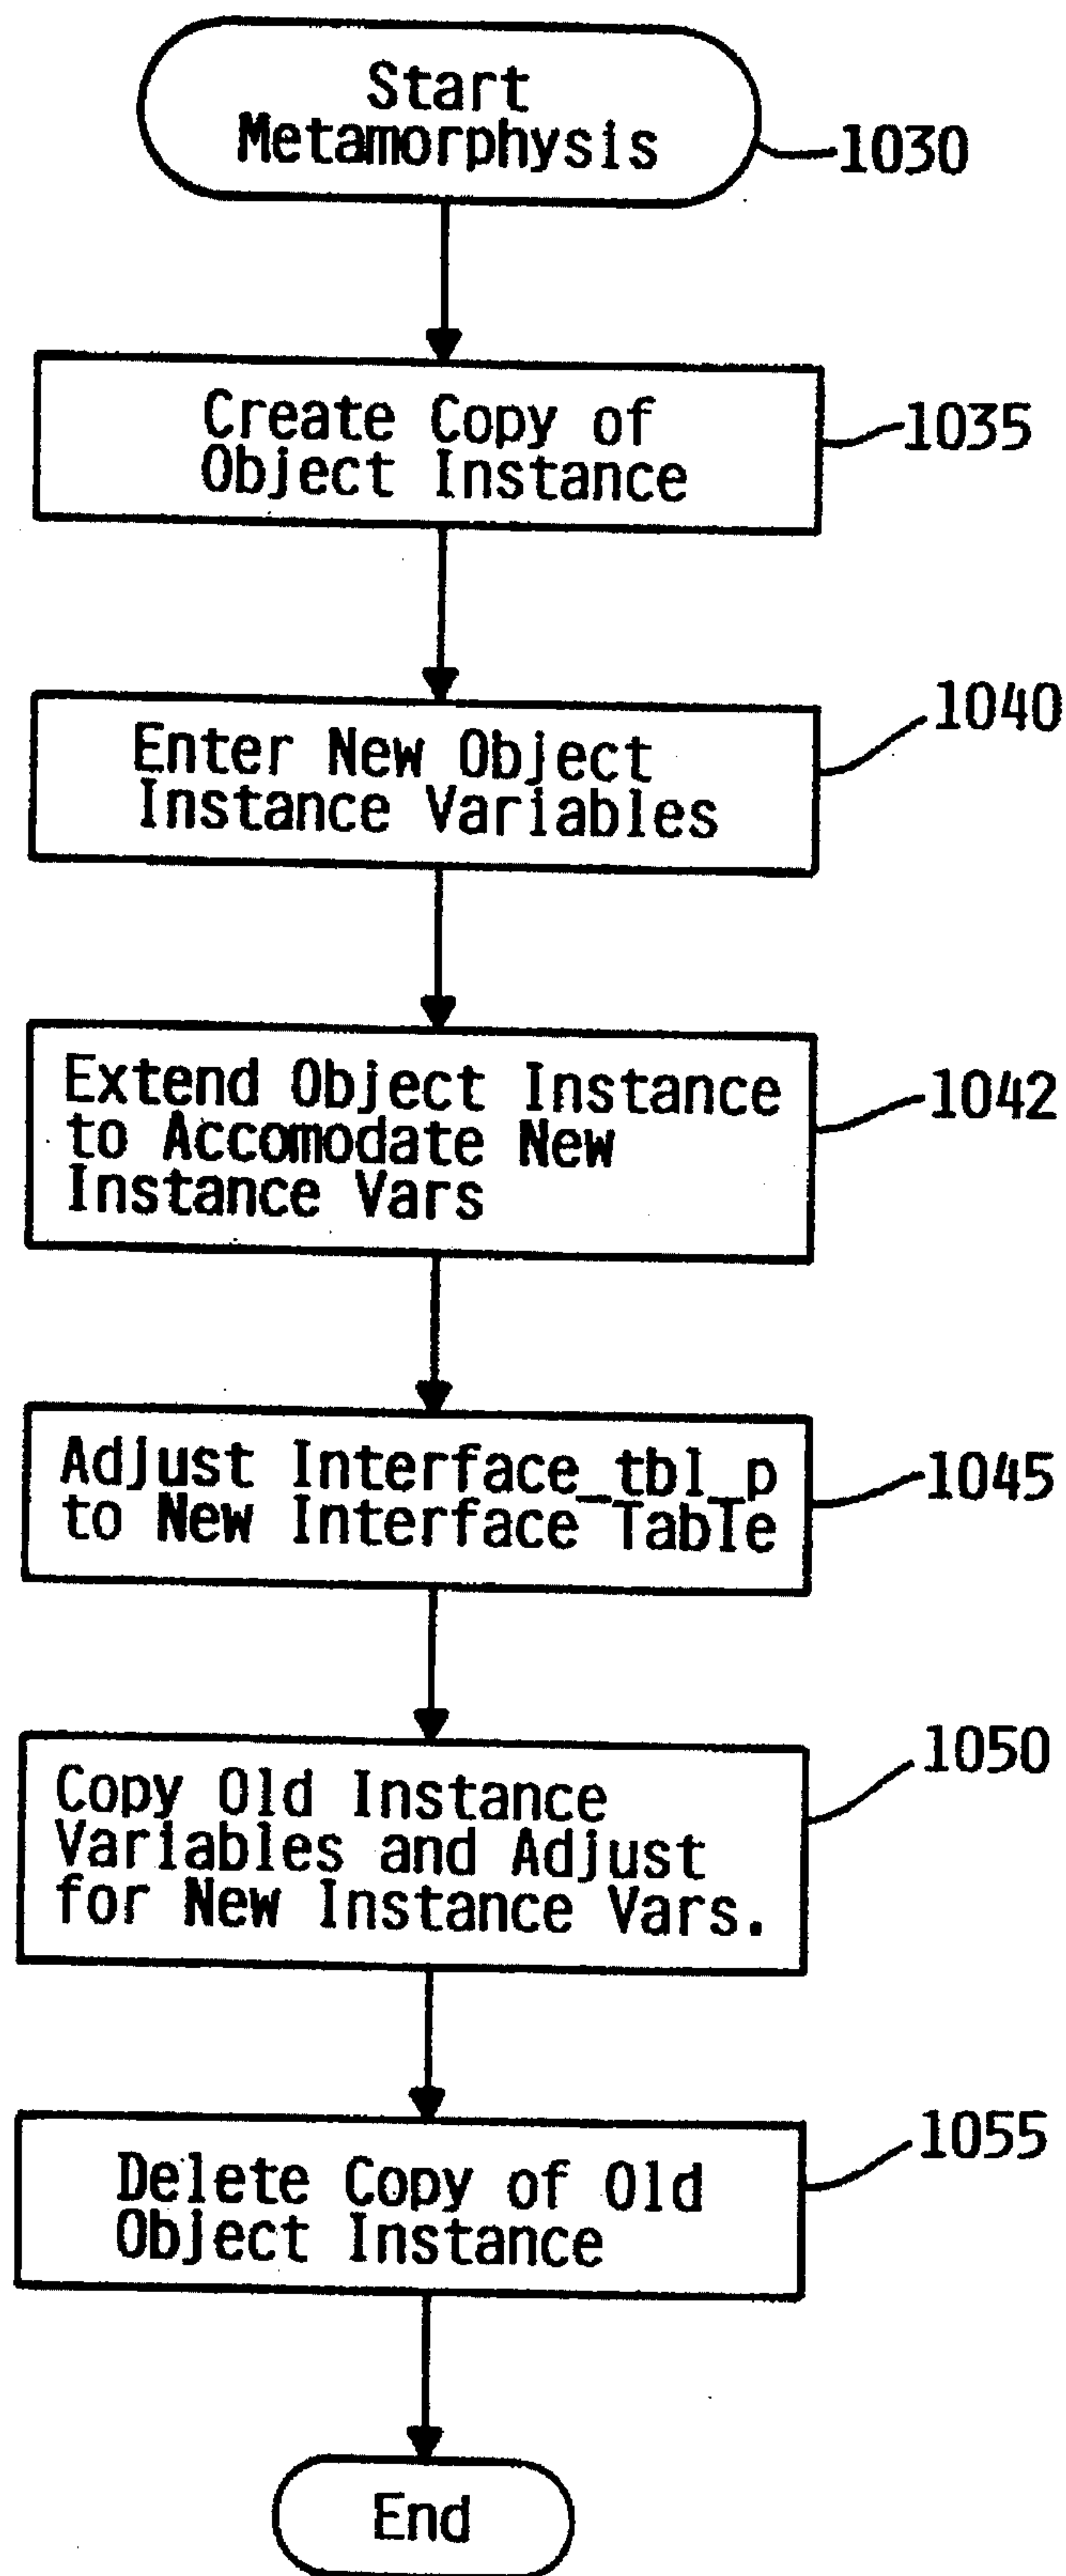 Start
Metamorphysis
1030
Create Copy of
Object Instance
1035
Enter New Object
Instance Variables
1040
Extend Object Instance
to Accomodate New
Instance Vars
1042
Adjust Interface_tbl_p
to New Interface Table
1045
Copy Old Instance
Variables and Adjust
for New Instance Vars.
1050
Delete Copy of Old
Object Instance
1055
End